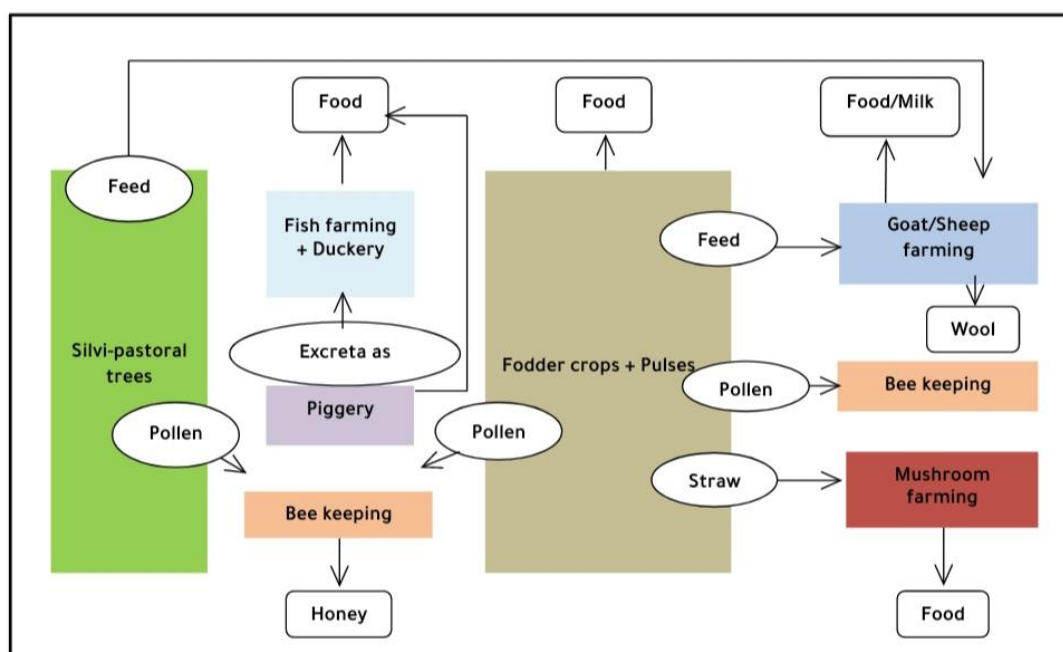 Food
Food
Food/Milk
Feed
Fish farming
+ Duckery
Feed
Goat/Sheep
farming
Wool
Silvi-pastoral
trees
Excreta as
Fodder crops + Pulses
Piggery
Pollen
Bee keeping
Pollen
Pollen
Straw
Mushroom
farming
Bee keeping
Honey
Food